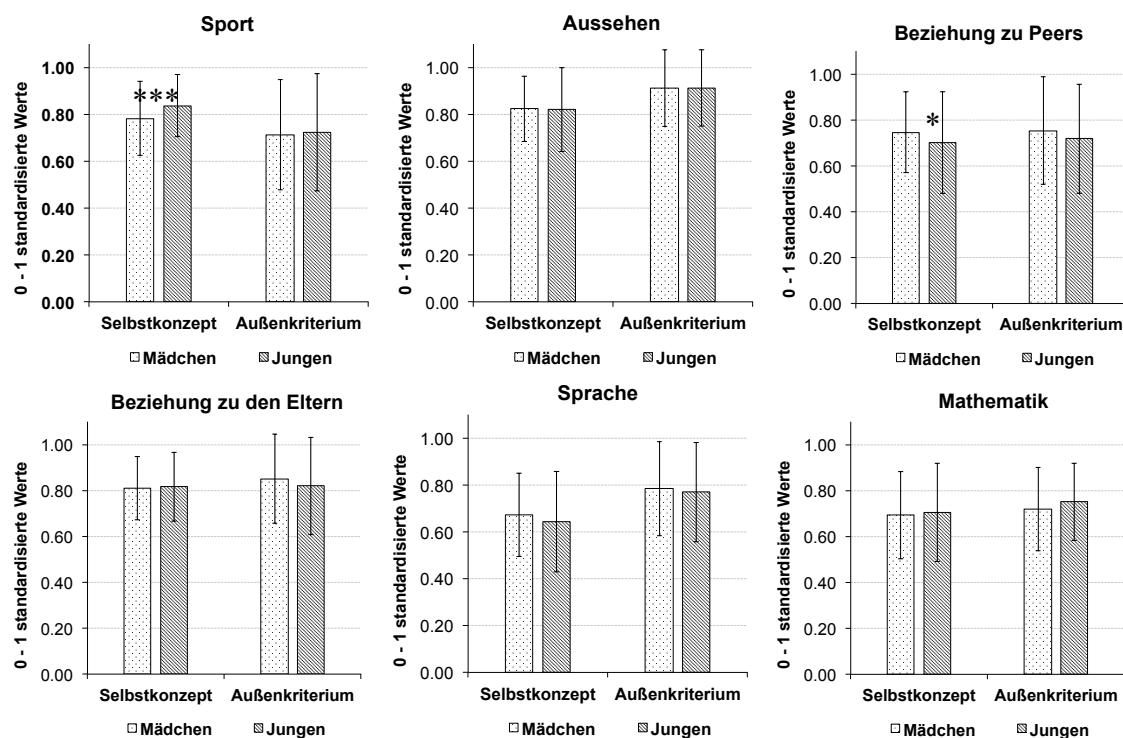 Sport
0 - 1 standardisierte Werte
1.00
0.80
0.60
0.40
0.20
0.00
***
Selbstkonzept Außenkriterium
Mädchen Jungen
Aussehen
0 - 1 standardisierte Werte
1.00
0.80
0.60
0.40
0.20
0.00
Selbstkonzept Außenkriterium
Mädchen Jungen
Beziehung zu Peers
0 - 1 standardisierte Werte
1.00
0.80
0.60
0.40
0.20
0.00
*
Selbstkonzept Außenkriterium
Mädchen Jungen
Beziehung zu den Eltern
0 - 1 standardisierte Werte
1.00
0.80
0.60
0.40
0.20
0.00
Selbstkonzept Außenkriterium
Mädchen Jungen
Sprache
0 - 1 standardisierte Werte
1.00
0.80
0.60
0.40
0.20
0.00
Selbstkonzept Außenkriterium
Mädchen Jungen
Mathematik
0 - 1 standardisierte Werte
1.00
0.80
0.60
0.40
0.20
0.00
Selbstkonzept Außenkriterium
Mädchen Jungen